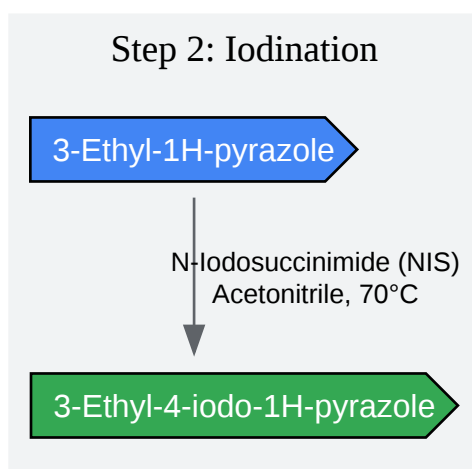 Step 2: Iodination
3-Ethyl-1H-pyrazole
N-Iodosuccinimide (NIS)
Acetonitrile, 70°C
3-Ethyl-4-iodo-1H-pyrazole